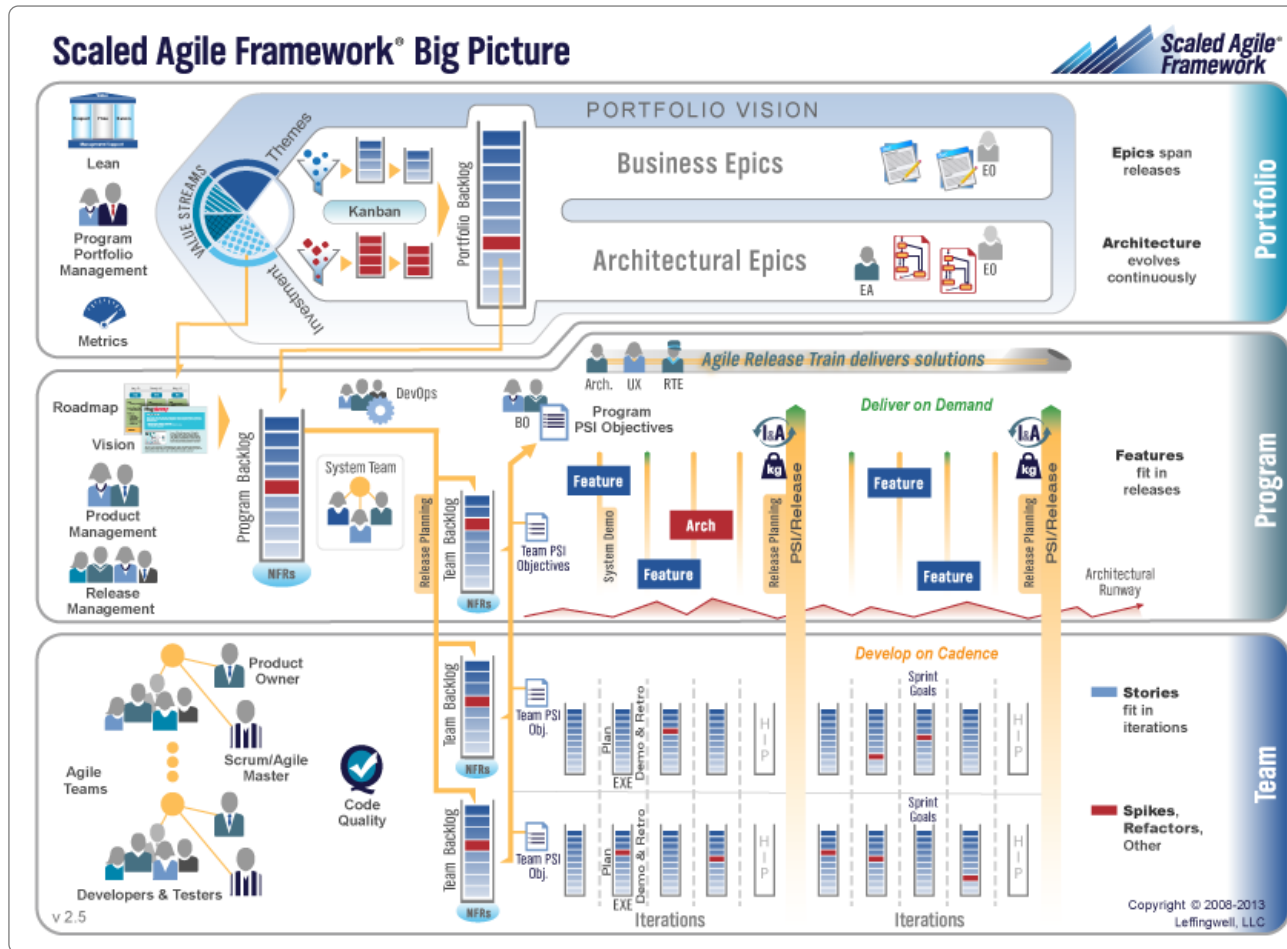 Scaled Agile Framework® Big Picture
Scaled Agile®
Framework
Lean
Program
Portfolio
Management
Metrics
VALUE STREAMS
Themes
Investment
Kanban
Portfolio Backlog
PORTFOLIO VISION
Business Epics
EO
Architectural Epics
EA
EO
Epics span
releases
Architecture
evolves
continuously
Portfolio
Roadmap
Vision
Product
Management
Release
Management
Program Backlog
NFRs
DevOps
System Team
Release Planning
Team Backlog
NFRs
BO
Program
PSI Objectives
Team PSI
Objectives
Arch.
UX
RTE
Agile Release Train delivers solutions
Feature
System Demo
Feature
Arch
I&A
kg
Release Planning
PSI/Release
Deliver on Demand
Feature
Feature
I&A
kg
Release Planning
PSI/Release
Architectural
Runway
Features
fit in
releases
Program
Product
Owner
Scrum/Agile
Master
Agile
Teams
Developers & Testers
Code
Quality
v 2.5
Team Backlog
NFRs
Team PSI
Obj.
Plan
EXE
Demo & Retro
HIP
Develop on Cadence
Sprint
Goals
HIP
Team Backlog
NFRs
Team PSI
Obj.
Plan
EXE
Demo & Retro
HIP
Sprint
Goals
HIP
Iterations
Iterations
Stories
fit in
iterations
Spikes,
Refactors,
Other
Team
Copyright © 2008-2013
Leffingwell, LLC